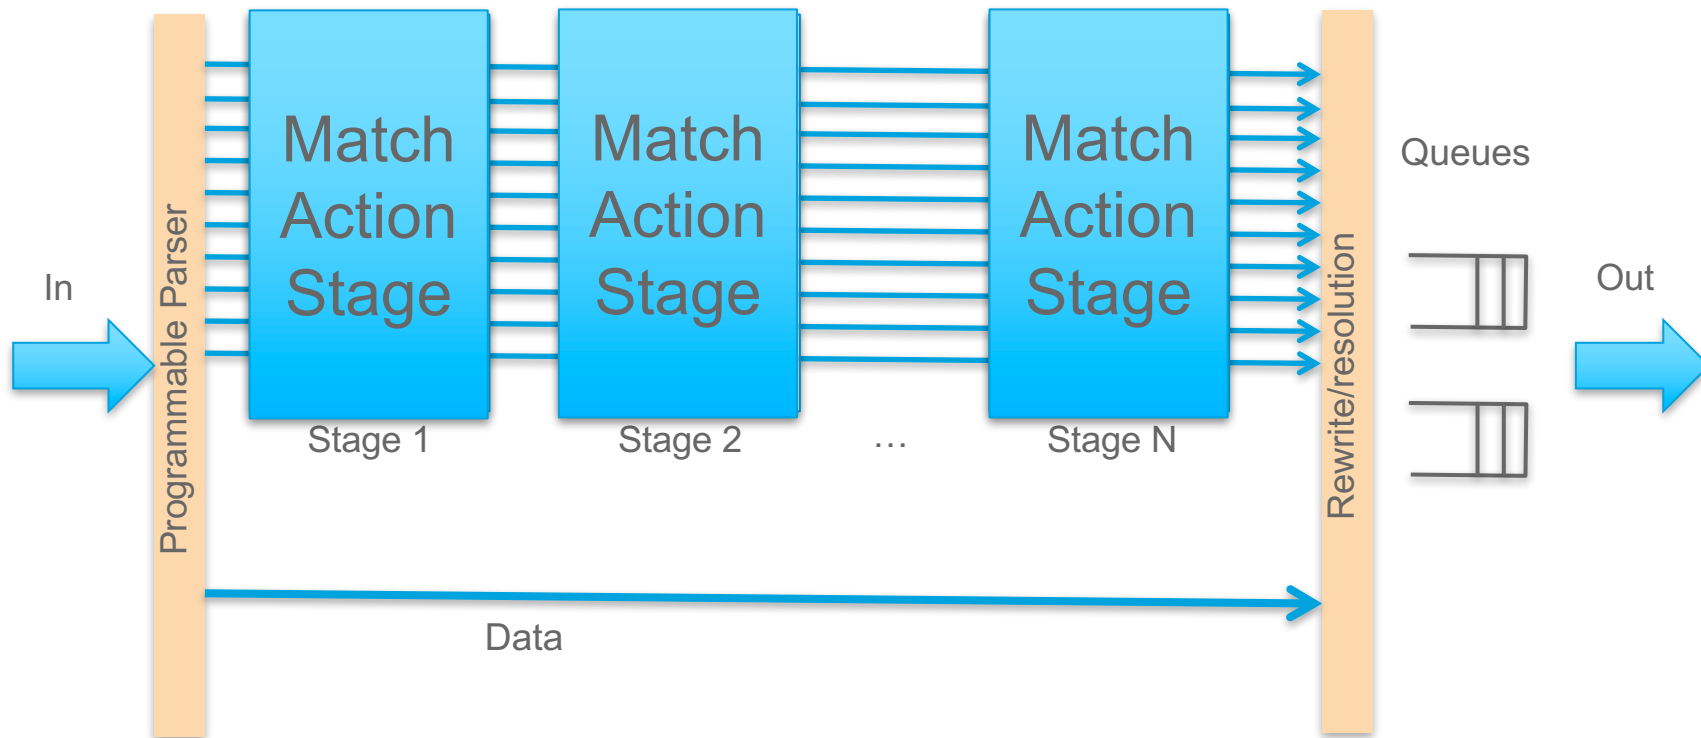 In
Programmable Parser
Match
Action
Stage
Stage 1
Match
Action
Stage
Stage 2
…
Match
Action
Stage
Stage N
Data
Rewrite/resolution
Queues
Out